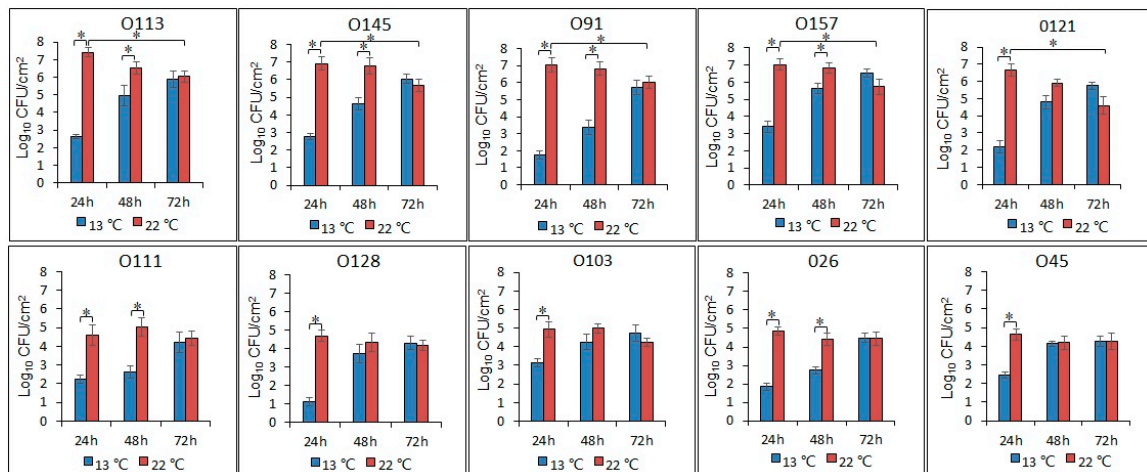 O113
Log₁₀ CFU/cm²
8
7
6
5
4
3
2
1
0
* * *
24h 48h 72h
13 °C 22 °C
O145
Log₁₀ CFU/cm²
8
7
6
5
4
3
2
1
0
* * *
24h 48h 72h
13 °C 22 °C
O91
Log₁₀ CFU/cm²
8
7
6
5
4
3
2
1
0
* * *
24h 48h 72h
13 °C 22 °C
O157
Log₁₀ CFU/cm²
8
7
6
5
4
3
2
1
0
* * *
24h 48h 72h
13 °C 22 °C
0121
Log₁₀ CFU/cm²
8
7
6
5
4
3
2
1
0
* *
24h 48h 72h
13 °C 22 °C
O111
Log₁₀ CFU/cm²
8
7
6
5
4
3
2
1
0
* *
24h 48h 72h
13 °C 22 °C
O128
Log₁₀ CFU/cm²
8
7
6
5
4
3
2
1
0
*
24h 48h 72h
13 °C 22 °C
O103
Log₁₀ CFU/cm²
8
7
6
5
4
3
2
1
0
*
24h 48h 72h
13 °C 22 °C
026
Log₁₀ CFU/cm²
8
7
6
5
4
3
2
1
0
* *
24h 48h 72h
13 °C 22 °C
O45
Log₁₀ CFU/cm²
8
7
6
5
4
3
2
1
0
*
24h 48h 72h
13 °C 22 °C